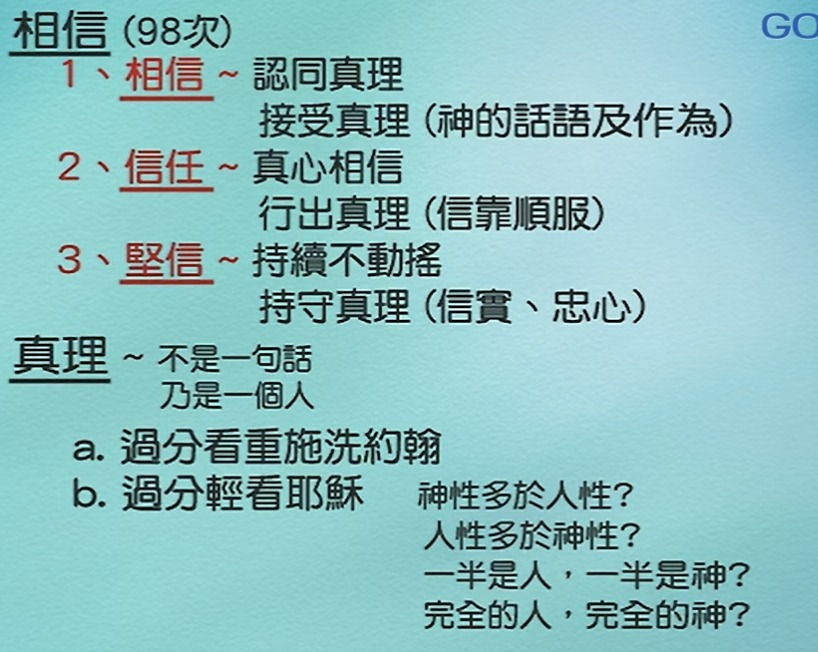 相信 (98次)
GO
1、相信 ~ 認同真理
接受真理 (神的話語及作為)
2、信任 ~ 真心相信
行出真理 (信靠順服)
3、堅信 ~ 持續不動搖
持守真理 (信實、忠心)
真理 ~ 不是一句話
乃是一個人
a. 過分看重施洗約翰
b. 過分輕看耶穌 神性多於人性?
人性多於神性?
一半是人，一半是神?
完全的人，完全的神?